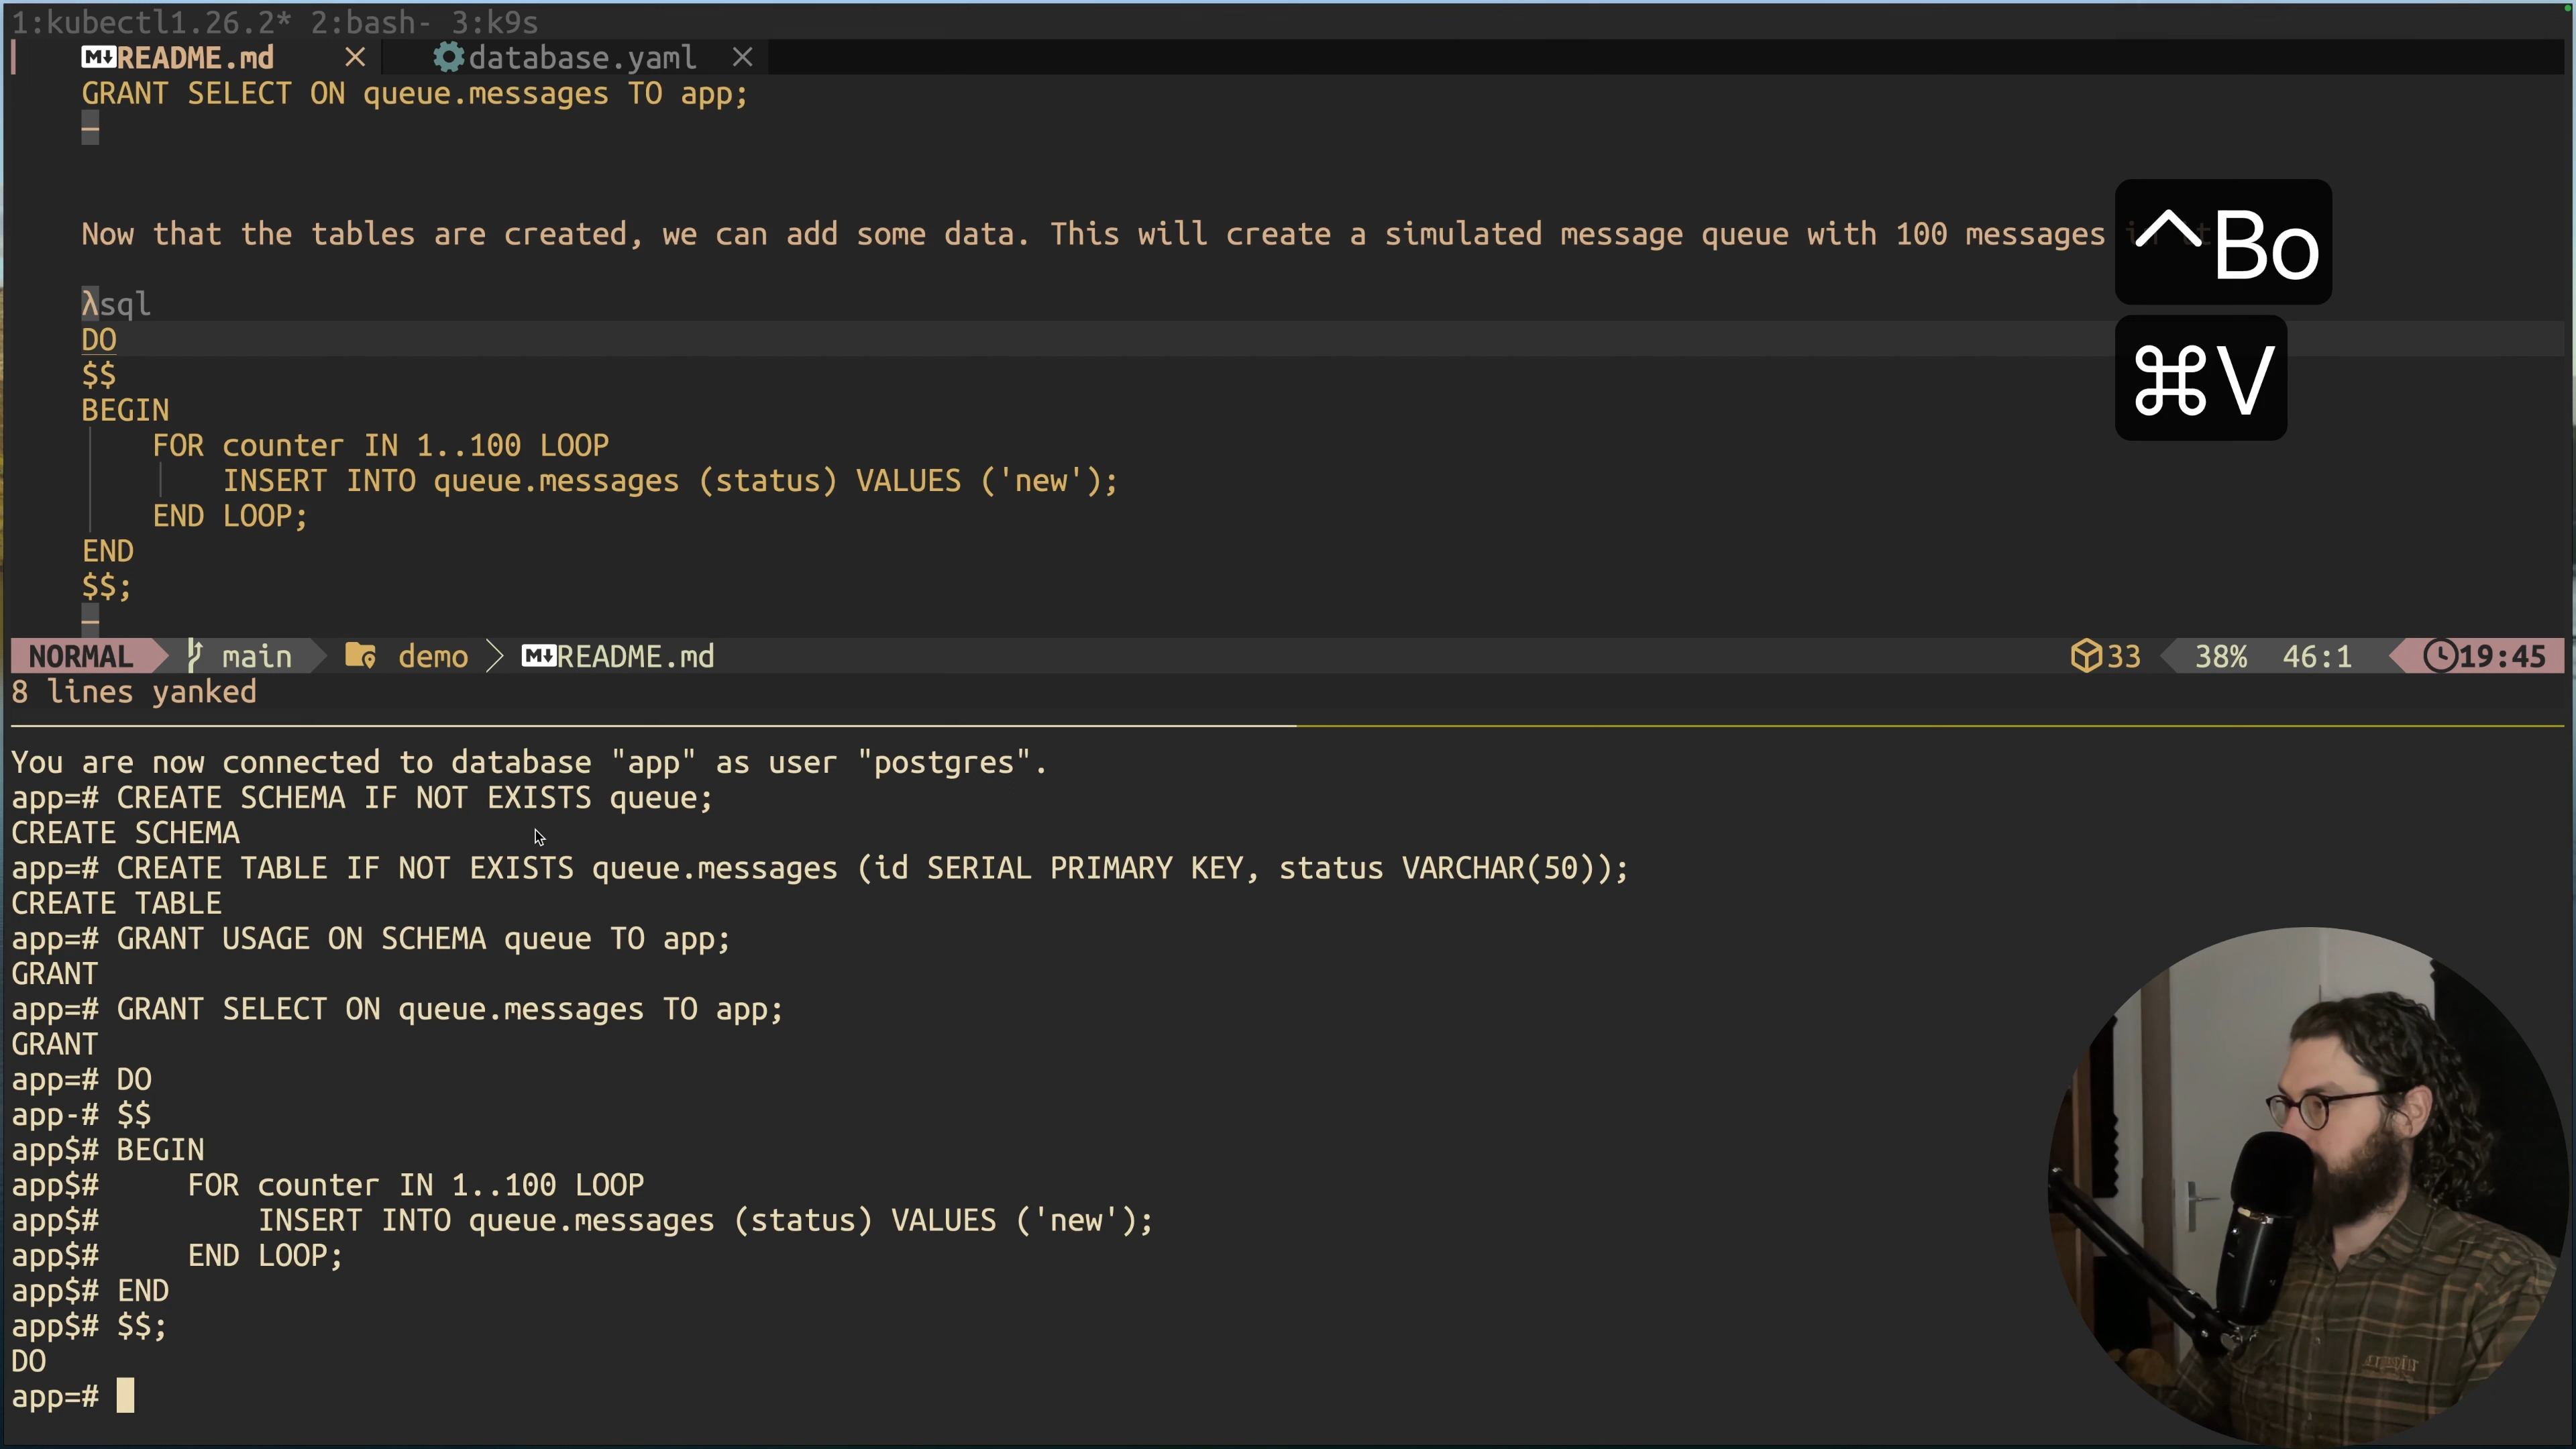 1:kubectl1.26.2* 2:bash- 3:k9s
README.md × database.yaml ×
GRANT SELECT ON queue.messages TO app;
Now that the tables are created, we can add some data. This will create a simulated message queue with 100 messages
^Bo
λsql
DO
⌘V
$$
BEGIN
FOR counter IN 1..100 LOOP
INSERT INTO queue.messages (status) VALUES ('new');
END LOOP;
END
$$;
NORMAL main demo README.md 33 38% 46:1 19:45
8 lines yanked
You are now connected to database "app" as user "postgres".
app=# CREATE SCHEMA IF NOT EXISTS queue;
CREATE SCHEMA
app=# CREATE TABLE IF NOT EXISTS queue.messages (id SERIAL PRIMARY KEY, status VARCHAR(50));
CREATE TABLE
app=# GRANT USAGE ON SCHEMA queue TO app;
GRANT
app=# GRANT SELECT ON queue.messages TO app;
GRANT
app=# DO
app-# $$
app$# BEGIN
app$#     FOR counter IN 1..100 LOOP
app$#         INSERT INTO queue.messages (status) VALUES ('new');
app$#     END LOOP;
app$# END
app$# $$;
DO
app=#